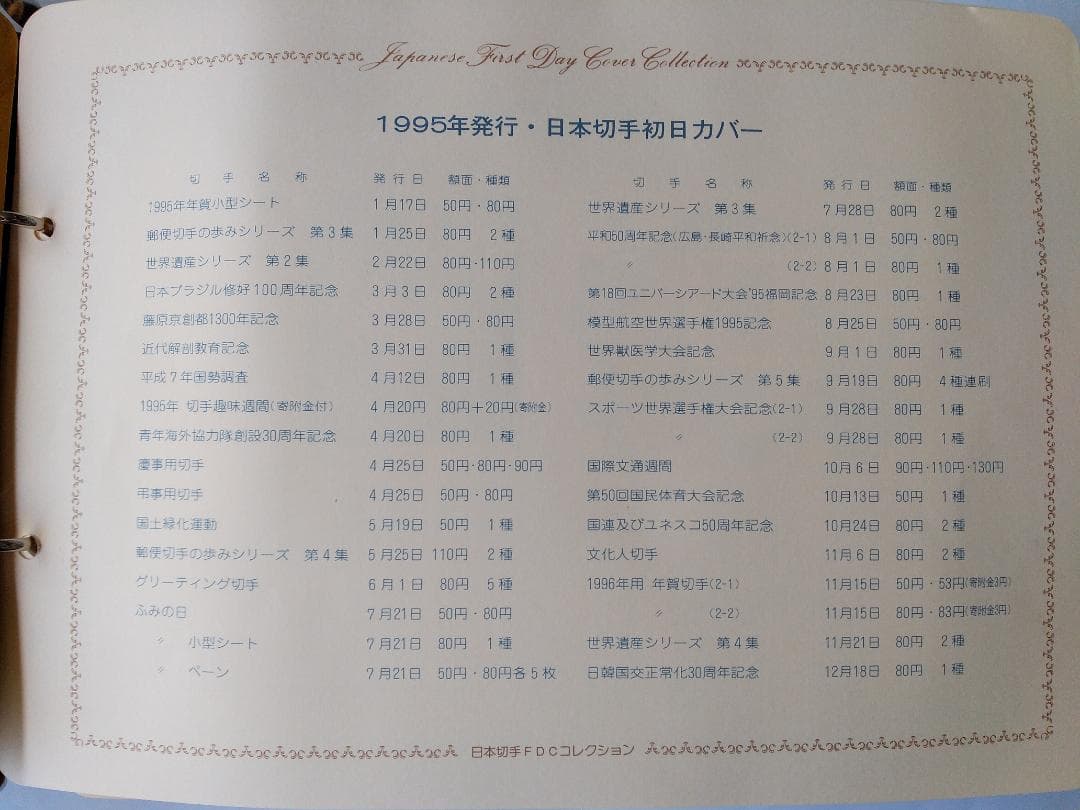 Japanese First Day Cover Collection
1995年発行・日本切手初日カバー
切手名称 発行日 額面・種類
1995年年賀小型シート 1月17日 50円・80円
郵便切手の歩みシリーズ 第3集 1月25日 80円 2種
世界遺産シリーズ 第2集 2月22日 80円・110円
日本ブラジル修好100周年記念 3月3日 80円 2種
藤原京創都1300年記念 3月28日 50円・80円
近代解剖教育記念 3月31日 80円 1種
平成7年国勢調査 4月12日 80円 1種
1995年 切手趣味週間(寄附金付) 4月20円 80円+20円(寄附金)
青年海外協力隊創設30周年記念 4月20日 80円 1種
慶事用切手 4月25日 50円・80円・90円
弔事用切手 4月25日 50円・80円
国土緑化運動 5月19日 50円 1種
郵便切手の歩みシリーズ 第4集 5月25日 110円 2種
グリーティング切手 6月1日 80円 5種
ふみの日 7月21日 50円・80円
〃 小型シート 7月21日 80円 1種
〃 ペーン 7月21日 50円・80円各5枚
切手名称 発行日 額面・種類
世界遺産シリーズ 第3集 7月28日 80円 2種
平和50周年記念(広島・長崎平和祈念)(2-1) 8月1日 50円・80円
〃 (2-2) 8月1日 80円 1種
第18回ユニバーシアード大会'95福岡記念 8月23日 80円 1種
模型航空世界選手権1995記念 8月25日 50円・80円
世界獣医学大会記念 9月1日 80円 1種
郵便切手の歩みシリーズ 第5集 9月19日 80円 4種連刷
スポーツ世界選手権大会記念(2-1) 9月28日 80円 1種
〃 (2-2) 9月28日 80円 1種
国際文通週間 10月6日 90円・110円・130円
第50回国民体育大会記念 10月13日 50円 1種
国連及びユネスコ50周年記念 10月24日 80円 2種
文化人切手 11月6日 80円 2種
1996年用 年賀切手(2-1) 11月15日 50円・53円(寄附金3円)
〃 (2-2) 11月15日 80円・83円(寄附金3円)
世界遺産シリーズ 第4集 11月21日 80円 2種
日韓国交正常化30周年記念 12月18日 80円 1種
日本切手FDCコレクション